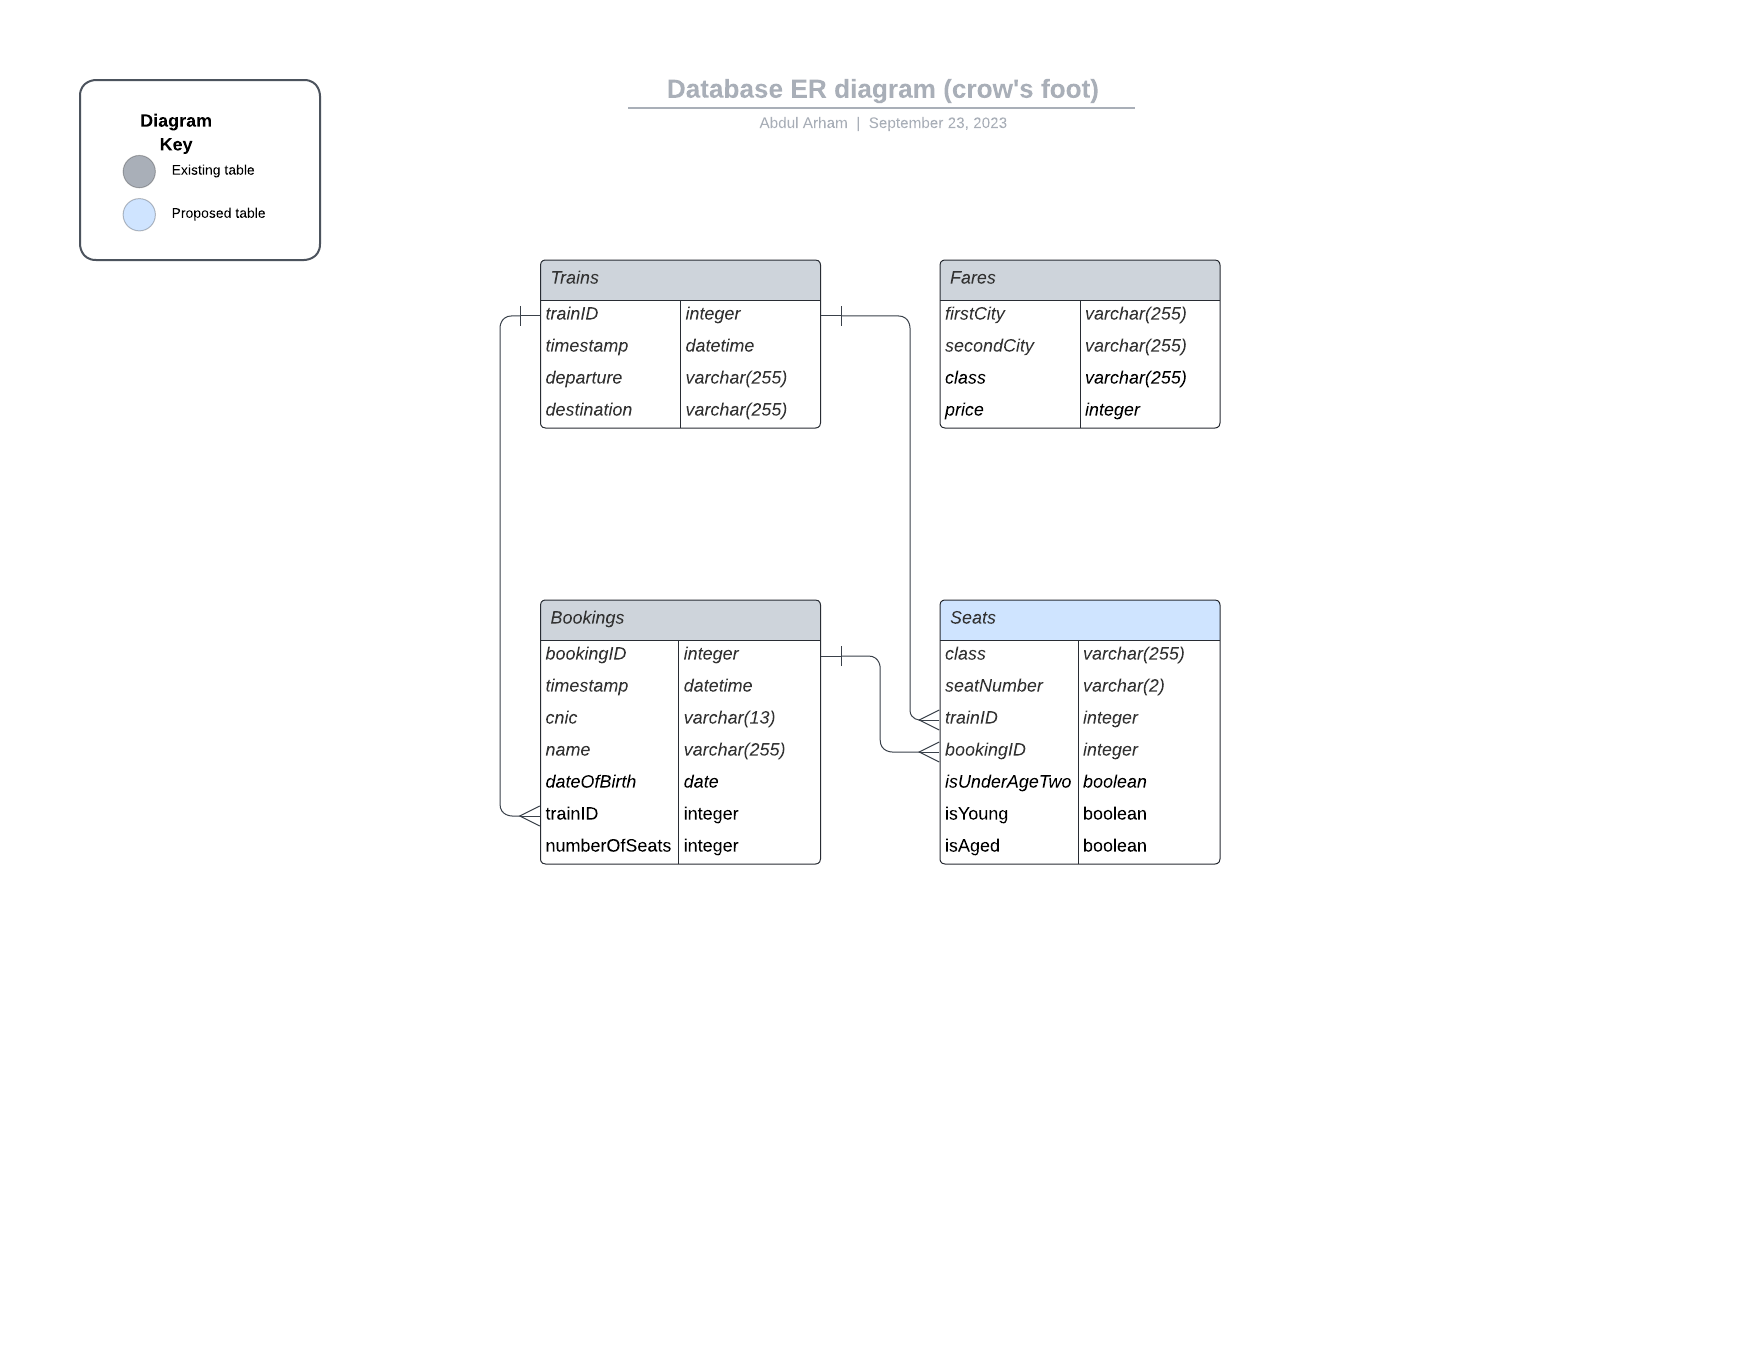 Database ER diagram (crow's foot)
Abdul Arham | September 23, 2023
Diagram
Key
Existing table
Proposed table
Trains
trainID integer
timestamp datetime
departure varchar(255)
destination varchar(255)
Fares
firstCity varchar(255)
secondCity varchar(255)
class varchar(255)
price integer
Bookings
bookingID integer
timestamp datetime
cnic varchar(13)
name varchar(255)
dateOfBirth date
trainID integer
numberOfSeats integer
Seats
class varchar(255)
seatNumber varchar(2)
trainID integer
bookingID integer
isUnderAgeTwo boolean
isYoung boolean
isAged boolean